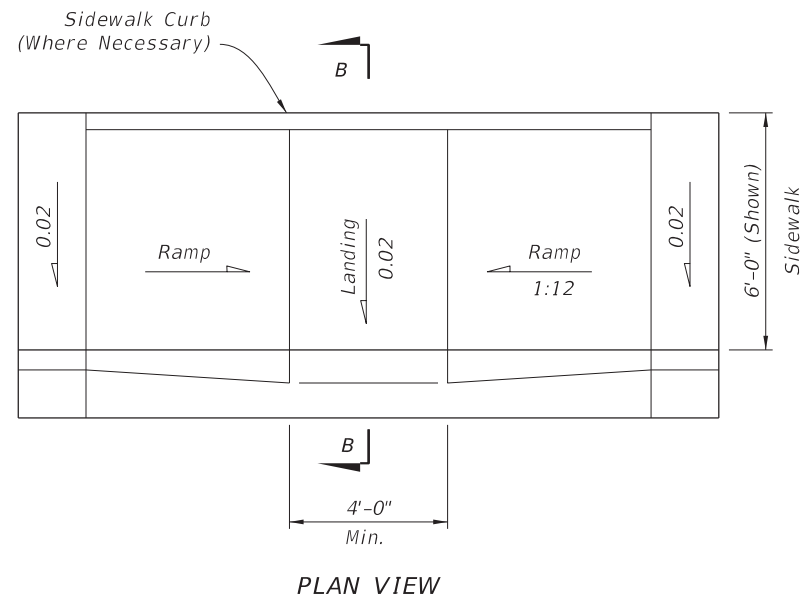 Sidewalk Curb
(Where Necessary)
B
0.02
Ramp
Landing
0.02
Ramp
1:12
0.02
6'-0" (Shown)
Sidewalk
B
4'-0"
Min.
PLAN VIEW